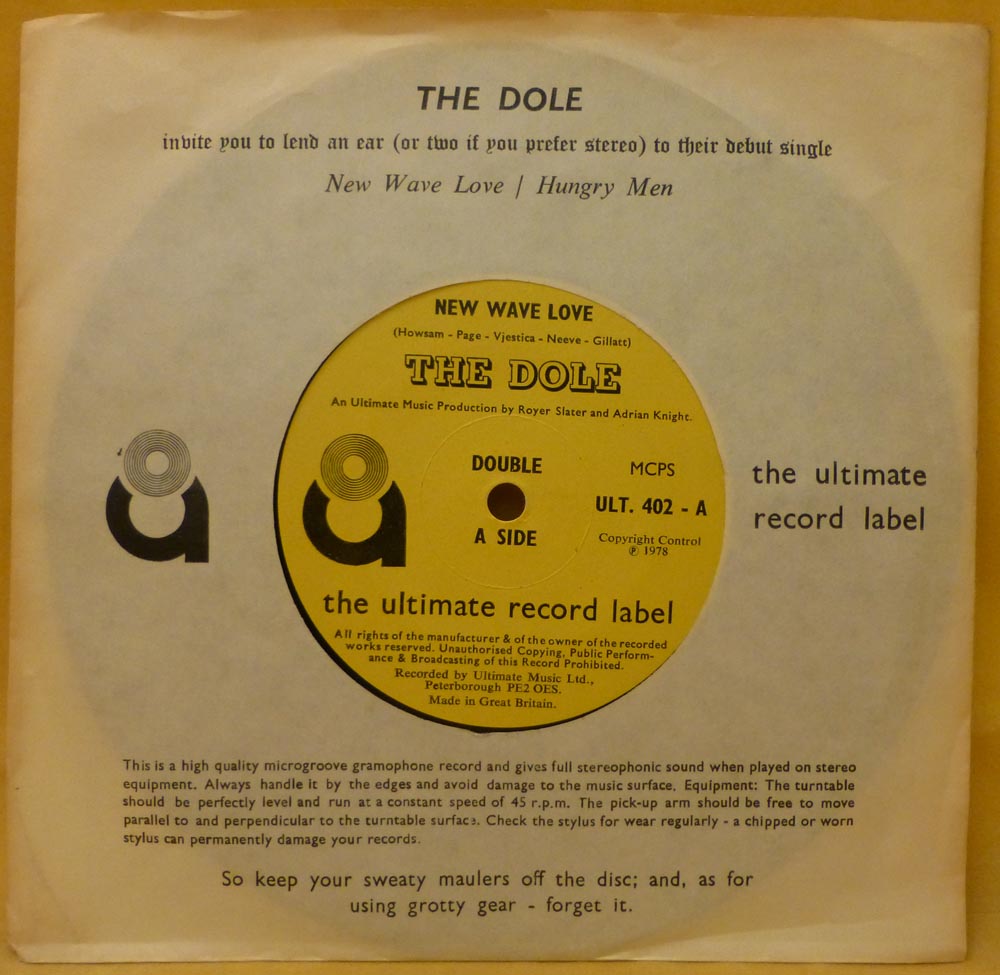 THE DOLE
invite you to lend an ear (or two if you prefer stereo) to their debut single
New Wave Love / Hungry Men
NEW WAVE LOVE
(Howsam - Page - Vjestica - Neeve - Gillatt)
THE DOLE
An Ultimate Music Production by Royer Slater and Adrian Knight.
DOUBLE
A SIDE
MCPS
ULT. 402 - A
Copyright Control
℗ 1978
the ultimate record label
All rights of the manufacturer & of the owner of the recorded
works reserved. Unauthorised Copying, Public Perform-
ance & Broadcasting of this Record Prohibited.
Recorded by Ultimate Music Ltd.,
Peterborough PE2 OES.
Made in Great Britain.
the ultimate
record label
This is a high quality microgroove gramophone record and gives full stereophonic sound when played on stereo
equipment. Always handle it by the edges and avoid damage to the music surface. Equipment: The turntable
should be perfectly level and run at a constant speed of 45 r.p.m. The pick-up arm should be free to move
parallel to and perpendicular to the turntable surface. Check the stylus for wear regularly - a chipped or worn
stylus can permanently damage your records.
So keep your sweaty maulers off the disc; and, as for
using grotty gear - forget it.